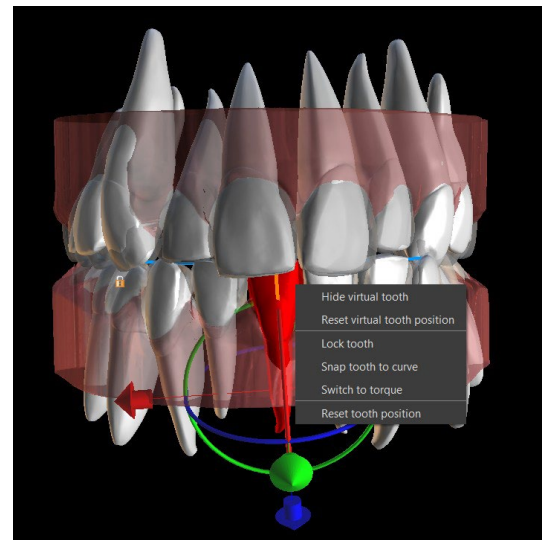 Hide virtual tooth
Reset virtual tooth position
Lock tooth
Snap tooth to curve
Switch to torque
Reset tooth position